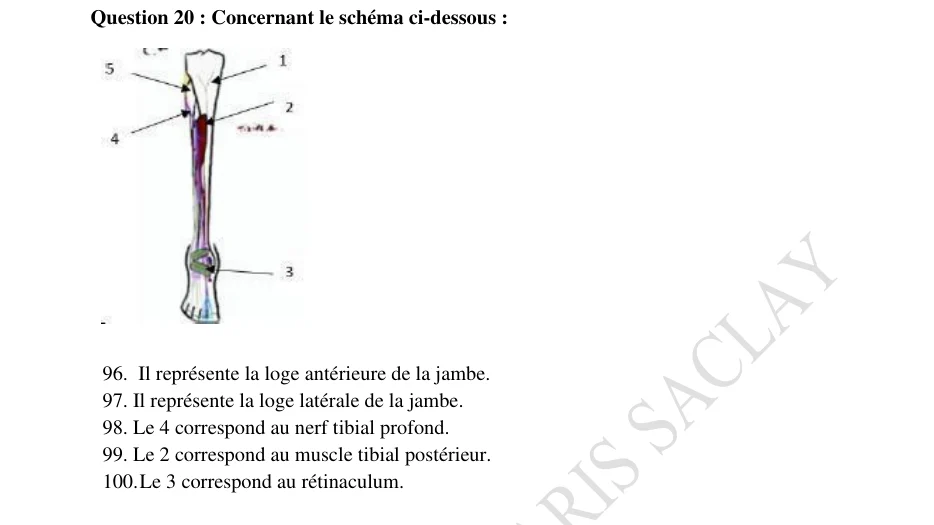 Question 20 : Concernant le schéma ci-dessous :
5
1
2
4
3
96. Il représente la loge antérieure de la jambe.
97. Il représente la loge latérale de la jambe.
98. Le 4 correspond au nerf tibial profond.
99. Le 2 correspond au muscle tibial postérieur.
100.Le 3 correspond au rétinaculum.
RIS SACLAY